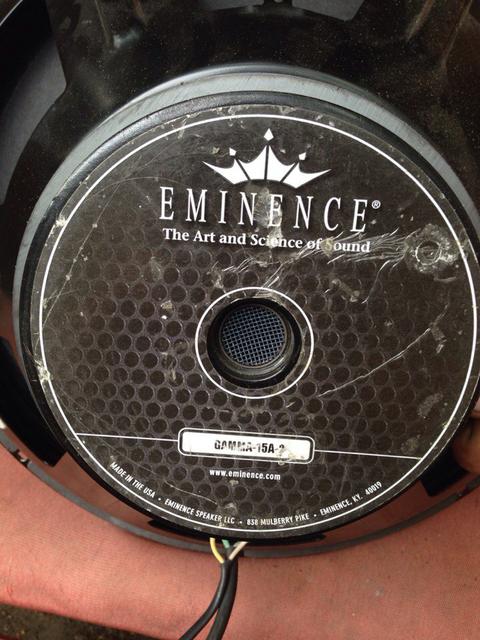 EMINENCE®
The Art and Science of Sound
GAMMA-15A-2
www.eminence.com
MADE IN THE USA • EMINENCE SPEAKER LLC • 838 MULBERRY PIKE • EMINENCE, KY. 40019